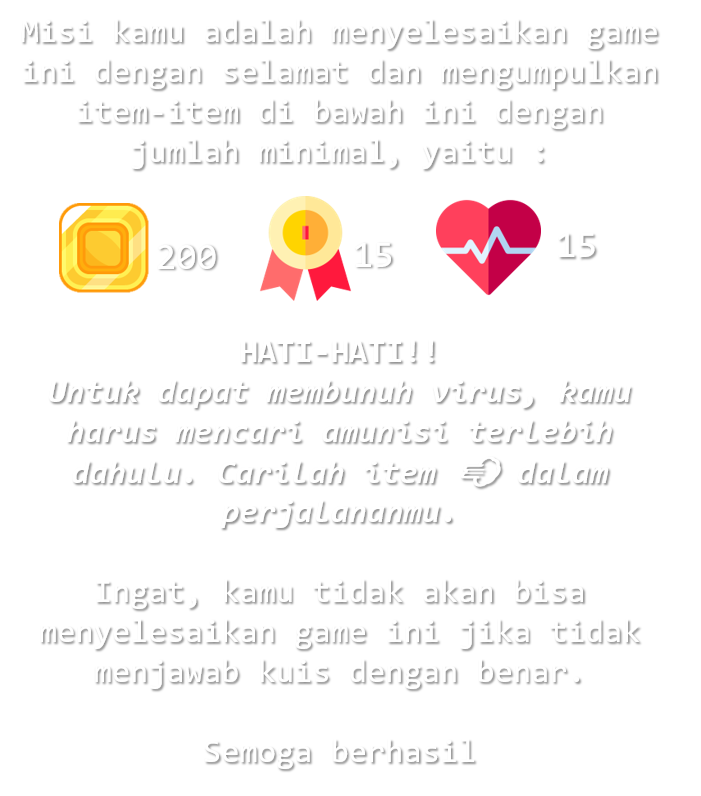 Misi kamu adalah menyelesaikan game
ini dengan selamat dan mengumpulkan
item-item di bawah ini dengan
jumlah minimal, yaitu :
200 15 15
HATI-HATI!!
Untuk dapat membunuh virus, kamu
harus mencari amunisi terlebih
dahulu. Carilah item dalam
perjalananmu.
Ingat, kamu tidak akan bisa
menyelesaikan game ini jika tidak
menjawab kuis dengan benar.
Semoga berhasil